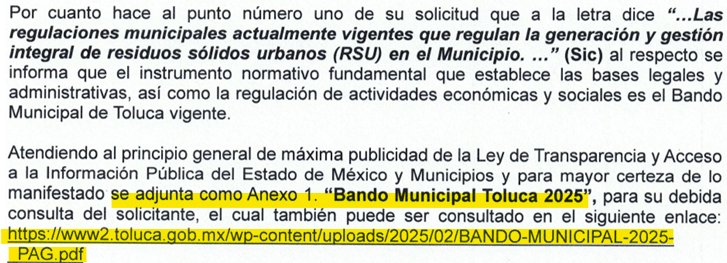 Por cuanto hace al punto número uno de su solicitud que a la letra dice “…Las
regulaciones municipales actualmente vigentes que regulan la generación y gestión
integral de residuos sólidos urbanos (RSU) en el Municipio. …” (Sic) al respecto se
informa que el instrumento normativo fundamental que establece las bases legales y
administrativas, así como la regulación de actividades económicas y sociales es el Bando
Municipal de Toluca vigente.
Atendiendo al principio general de máxima publicidad de la Ley de Transparencia y Acceso
a la Información Pública del Estado de México y Municipios y para mayor certeza de lo
manifestado se adjunta como Anexo 1. “Bando Municipal Toluca 2025”, para su debida
consulta del solicitante, el cual también puede ser consultado en el siguiente enlace:
https://www2.toluca.gob.mx/wp-content/uploads/2025/02/BANDO-MUNICIPAL-2025-
_PAG.pdf